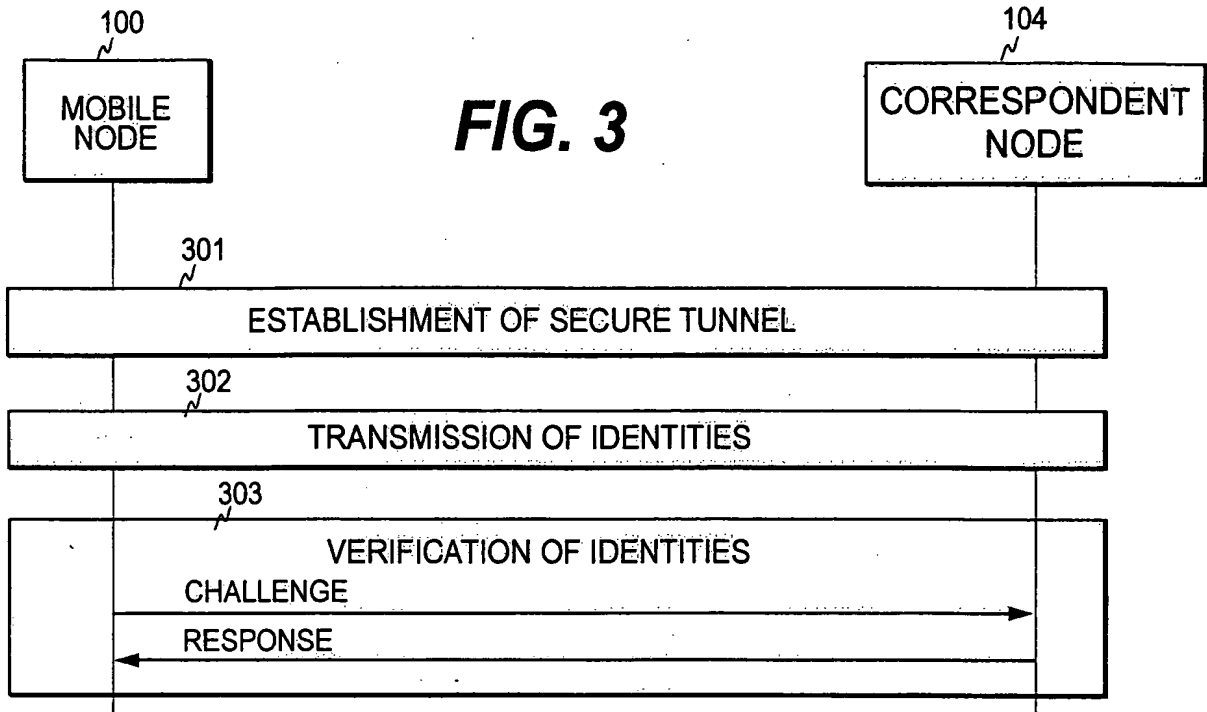 100
104
MOBILE
NODE
FIG. 3
CORRESPONDENT
NODE
301
ESTABLISHMENT OF SECURE TUNNEL
302
TRANSMISSION OF IDENTITIES
303
VERIFICATION OF IDENTITIES
CHALLENGE
RESPONSE